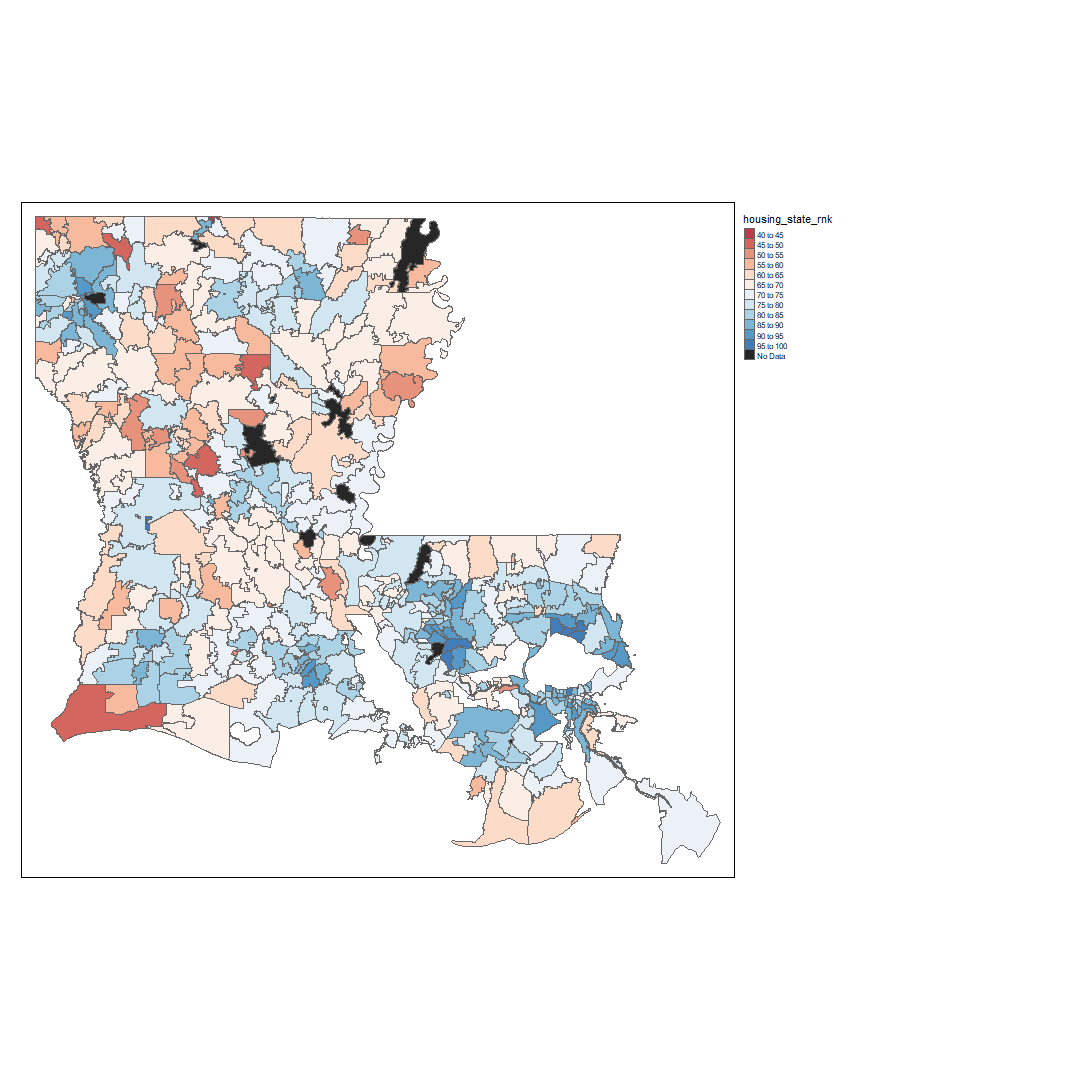 housing_state_rnk
40 to 45
45 to 50
50 to 55
55 to 60
60 to 65
65 to 70
70 to 75
75 to 80
80 to 85
85 to 90
90 to 95
95 to 100
No Data